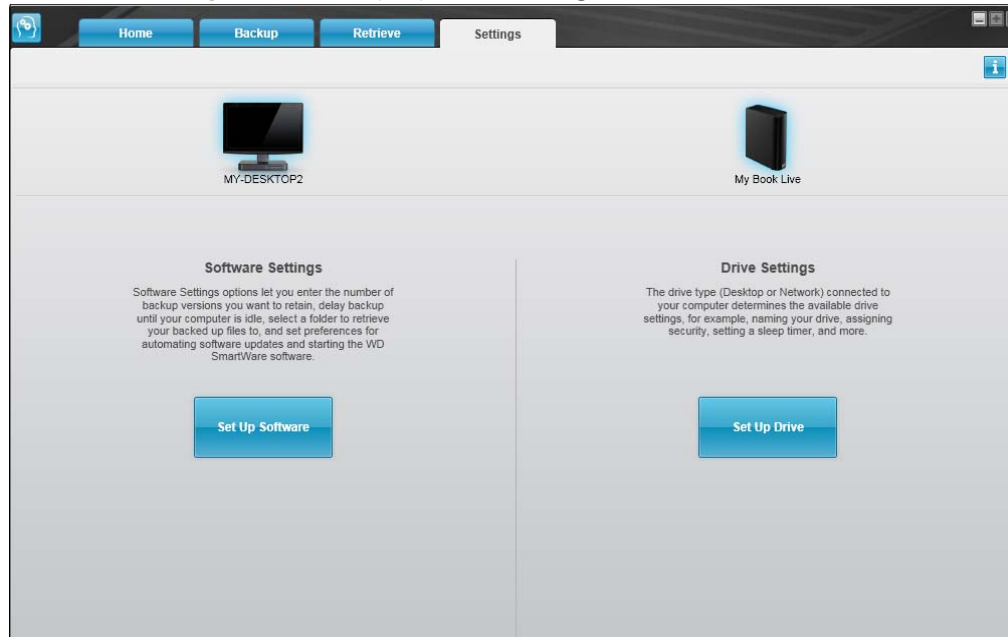 Home Backup Retrieve Settings
i
MY-DESKTOP2
My Book Live
Software Settings
Software Settings options let you enter the number of
backup versions you want to retain, delay backup
until your computer is idle, select a folder to retrieve
your backed up files to, and set preferences for
automating software updates and starting the WD
SmartWare software.
Set Up Software
Drive Settings
The drive type (Desktop or Network) connected to
your computer determines the available drive
settings, for example, naming your drive, assigning
security, setting a sleep timer, and more.
Set Up Drive